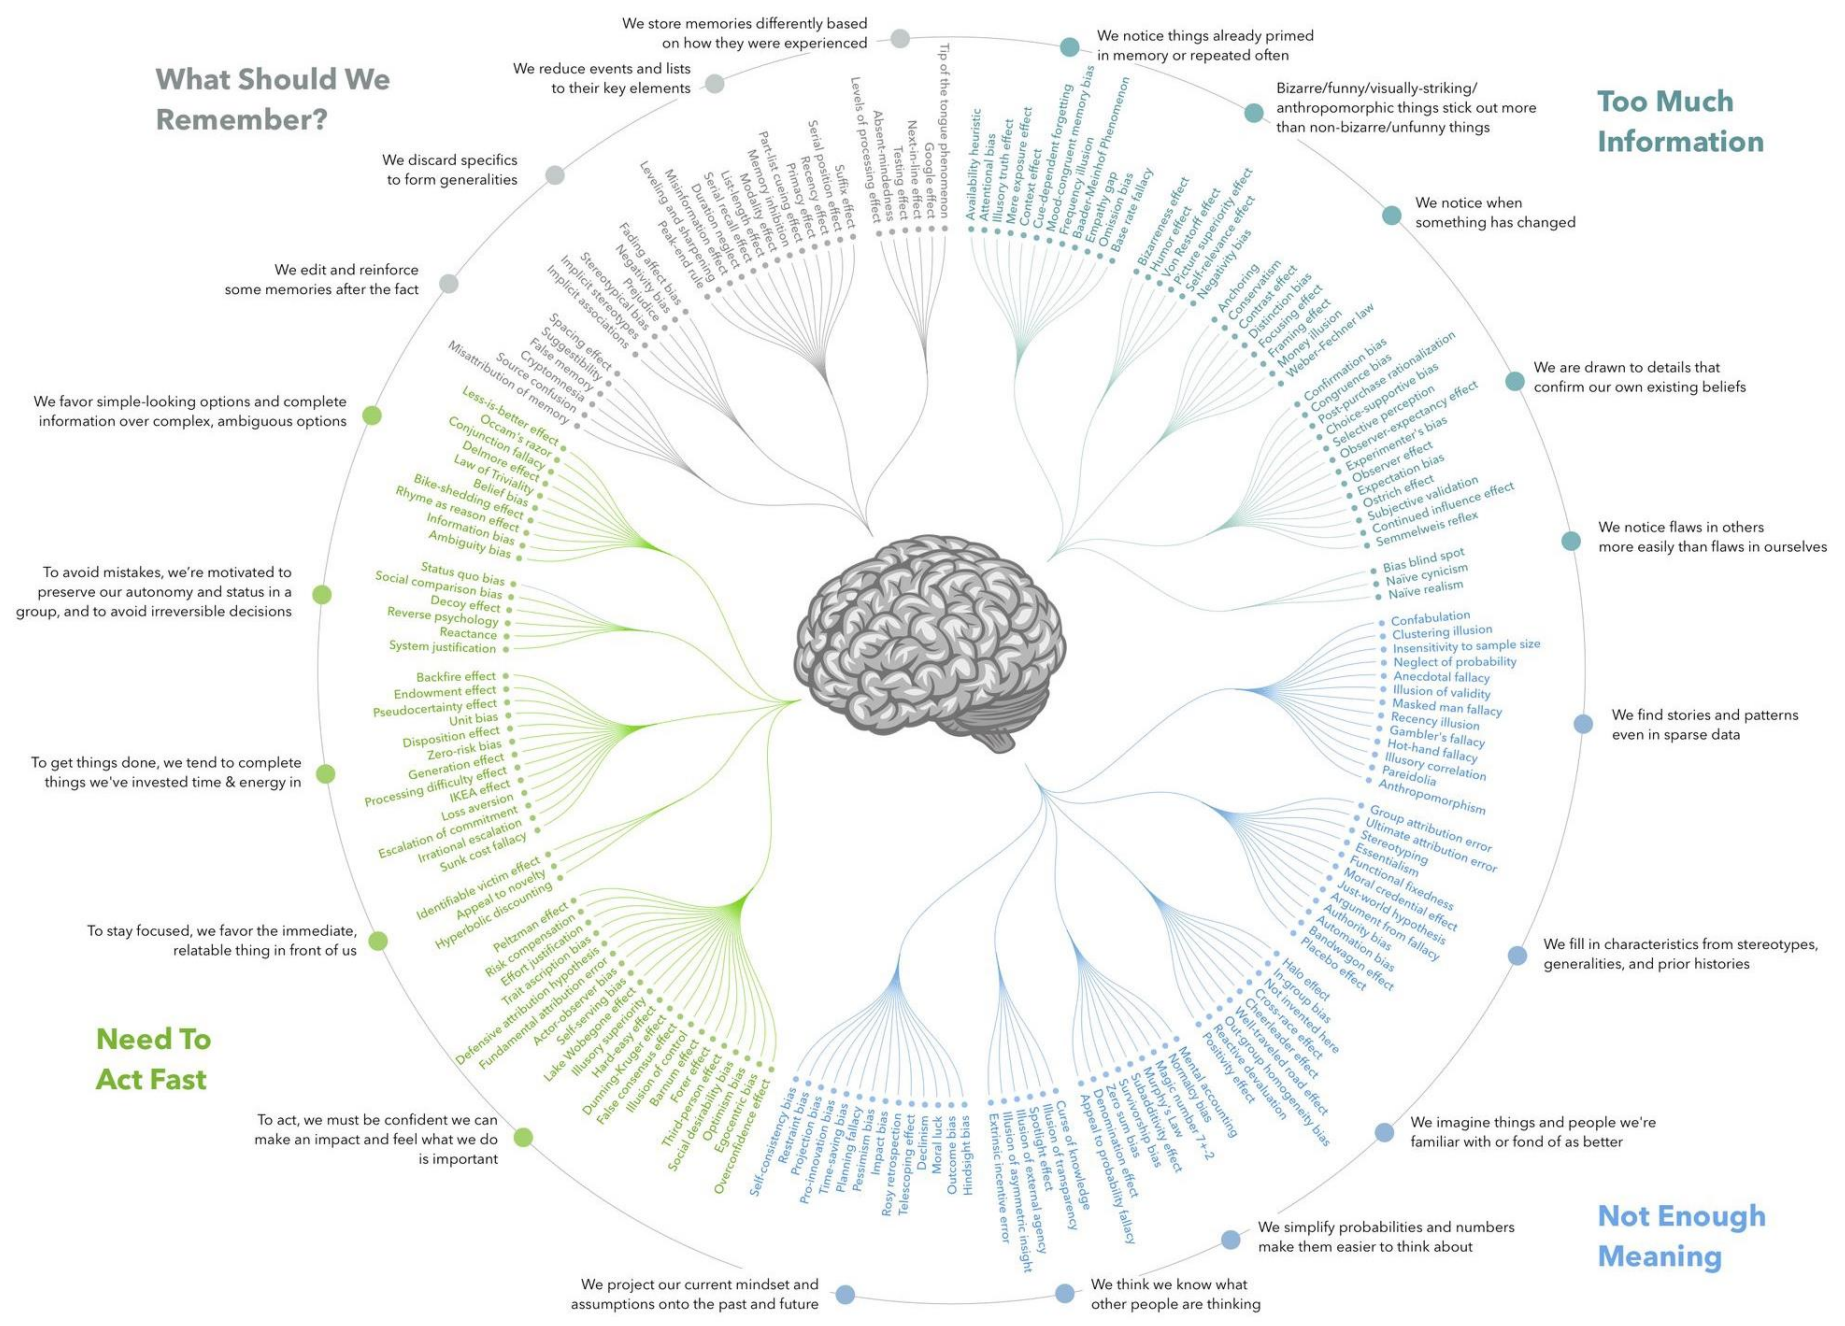 What Should We
Remember?
We store memories differently based
on how they were experienced
We reduce events and lists
to their key elements
We discard specifics
to form generalities
We edit and reinforce
some memories after the fact
Tip of the tongue phenomenon
Google effect
Next-in-line effect
Testing effect
Absent-mindedness
Levels of processing effect
Suffix effect
Serial position effect
Recency effect
Primacy effect
Part-list cueing effect
Memory inhibition
Modality effect
List-length effect
Serial recall effect
Duration neglect
Misinformation effect
Leveling and sharpening
Peak-end rule
Fading affect bias
Negativity bias
Prejudice
Stereotypical bias
Implicit stereotypes
Implicit associations
Spacing effect
Suggestibility
False memory
Cryptomnesia
Source confusion
Misattribution of memory
Too Much
Information
We notice things already primed
in memory or repeated often
Bizarre/funny/visually-striking/
anthropomorphic things stick out more
than non-bizarre/unfunny things
We notice when
something has changed
We are drawn to details that
confirm our own existing beliefs
We notice flaws in others
more easily than flaws in ourselves
Availability heuristic
Attentional bias
Illusory truth effect
Mere exposure effect
Context effect
Cue-dependent forgetting
Mood-congruent memory bias
Frequency illusion
Baader-Meinhof Phenomenon
Empathy gap
Omission bias
Base rate fallacy
Bizarreness effect
Humor effect
Von Restorff effect
Picture superiority effect
Self-relevance effect
Negativity bias
Anchoring
Conservatism
Contrast effect
Distinction bias
Focusing effect
Framing effect
Money illusion
Weber–Fechner law
Confirmation bias
Congruence bias
Post-purchase rationalization
Choice-supportive bias
Selective perception
Observer-expectancy effect
Experimenter's bias
Observer effect
Expectation bias
Ostrich effect
Subjective validation
Continued influence effect
Semmelweis reflex
Bias blind spot
Naïve cynicism
Naïve realism
Not Enough
Meaning
We find stories and patterns
even in sparse data
We fill in characteristics from stereotypes,
generalities, and prior histories
We imagine things and people we're
familiar with or fond of as better
We simplify probabilities and numbers
make them easier to think about
We think we know what
other people are thinking
We project our current mindset and
assumptions onto the past and future
Confabulation
Clustering illusion
Insensitivity to sample size
Neglect of probability
Anecdotal fallacy
Illusion of validity
Masked man fallacy
Recency illusion
Gambler's fallacy
Hot-hand fallacy
Illusory correlation
Pareidolia
Anthropomorphism
Group attribution error
Ultimate attribution error
Stereotyping
Essentialism
Functional fixedness
Moral credential effect
Just-world hypothesis
Argument from fallacy
Authority bias
Automation bias
Bandwagon effect
Placebo effect
Halo effect
In-group bias
Not invented here
Cross-race effect
Cheerleader effect
Well-traveled road effect
Out-group homogeneity bias
Reactive devaluation
Positivity effect
Mental accounting
Normalcy bias
Magic number 7+-2
Murphy's Law
Subadditivity effect
Survivorship bias
Zero sum bias
Denomination effect
Appeal to probability fallacy
Curse of knowledge
Illusion of transparency
Spotlight effect
Illusion of external agency
Illusion of asymmetric insight
Extrinsic incentive error
Hindsight bias
Outcome bias
Moral luck
Declinism
Telescoping effect
Rosy retrospection
Impact bias
Pessimism bias
Planning fallacy
Time-saving bias
Pro-innovation bias
Projection bias
Restraint bias
Self-consistency bias
Need To
Act Fast
We favor simple-looking options and complete
information over complex, ambiguous options
To avoid mistakes, we're motivated to
preserve our autonomy and status in a
group, and to avoid irreversible decisions
To get things done, we tend to complete
things we've invested time & energy in
To stay focused, we favor the immediate,
relatable thing in front of us
To act, we must be confident we can
make an impact and feel what we do
is important
Less-is-better effect
Occam's razor
Conjunction fallacy
Delmore effect
Law of Triviality
Belief bias
Bike-shedding effect
Rhyme as reason effect
Information bias
Ambiguity bias
Status quo bias
Social comparison bias
Decoy effect
Reverse psychology
Reactance
System justification
Backfire effect
Endowment effect
Pseudocertainty effect
Unit bias
Disposition effect
Zero-risk bias
Generation effect
Processing difficulty effect
IKEA effect
Loss aversion
Escalation of commitment
Irrational escalation
Sunk cost fallacy
Identifiable victim effect
Appeal to novelty
Hyperbolic discounting
Peltzman effect
Risk compensation
Effort justification
Trait ascription bias
Defensive attribution hypothesis
Fundamental attribution error
Actor-observer bias
Self-serving bias
Lake Wobegone effect
Illusory superiority
Hard-easy effect
Dunning-Kruger effect
False consensus effect
Illusion of control
Barnum effect
Forer effect
Third-person effect
Social desirability bias
Optimism bias
Egocentric bias
Overconfidence effect